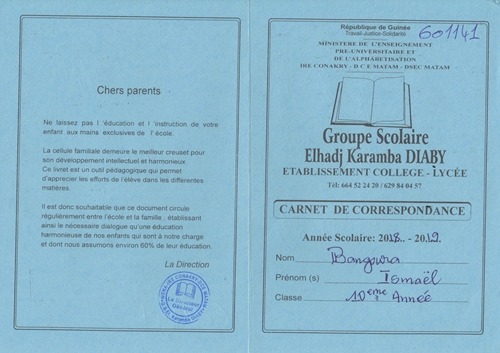 Chers parents
Ne laissez pas l 'éducation et l 'instruction de votre
enfant aux mains exclusives de l' école.
La cellule familiale demeure le meilleur creuset pour
son développement intellectuel et harmonieux.
Ce livret est un outil pédagogique qui permet
d'apprecier les efforts de l'élève dans les différentes
matières.
Il est donc souhaitable que ce document circule
régulièrement entre l'école et la famille ; établissant
ainsi le nécessaire dialogue qu'une éducation
harmonieuse de nos enfants qui sont à notre charge
et dont nous assumons environ 60% de leur éducation.
La Direction
Le Directeur
République de Guinée
Travail-Justice-Solidarité
601141
MINISTERE DE L'ENSEIGNEMENT
PRE-UNIVERSITAIRE ET
DE L'ALPHABETISATION
IRE CONAKRY - D C E MATAM - DSEC MATAM
Groupe Scolaire
Elhadj Karamba DIABY
ETABLISSEMENT COLLEGE - LYCÉE
Tél: 664 52 24 20 / 629 84 04 57
CARNET DE CORRESPONDANCE
Année Scolaire: 2018.. - 2019.
Nom Bangoura
Prénom (s) Ismaël
Classe 10ème Année